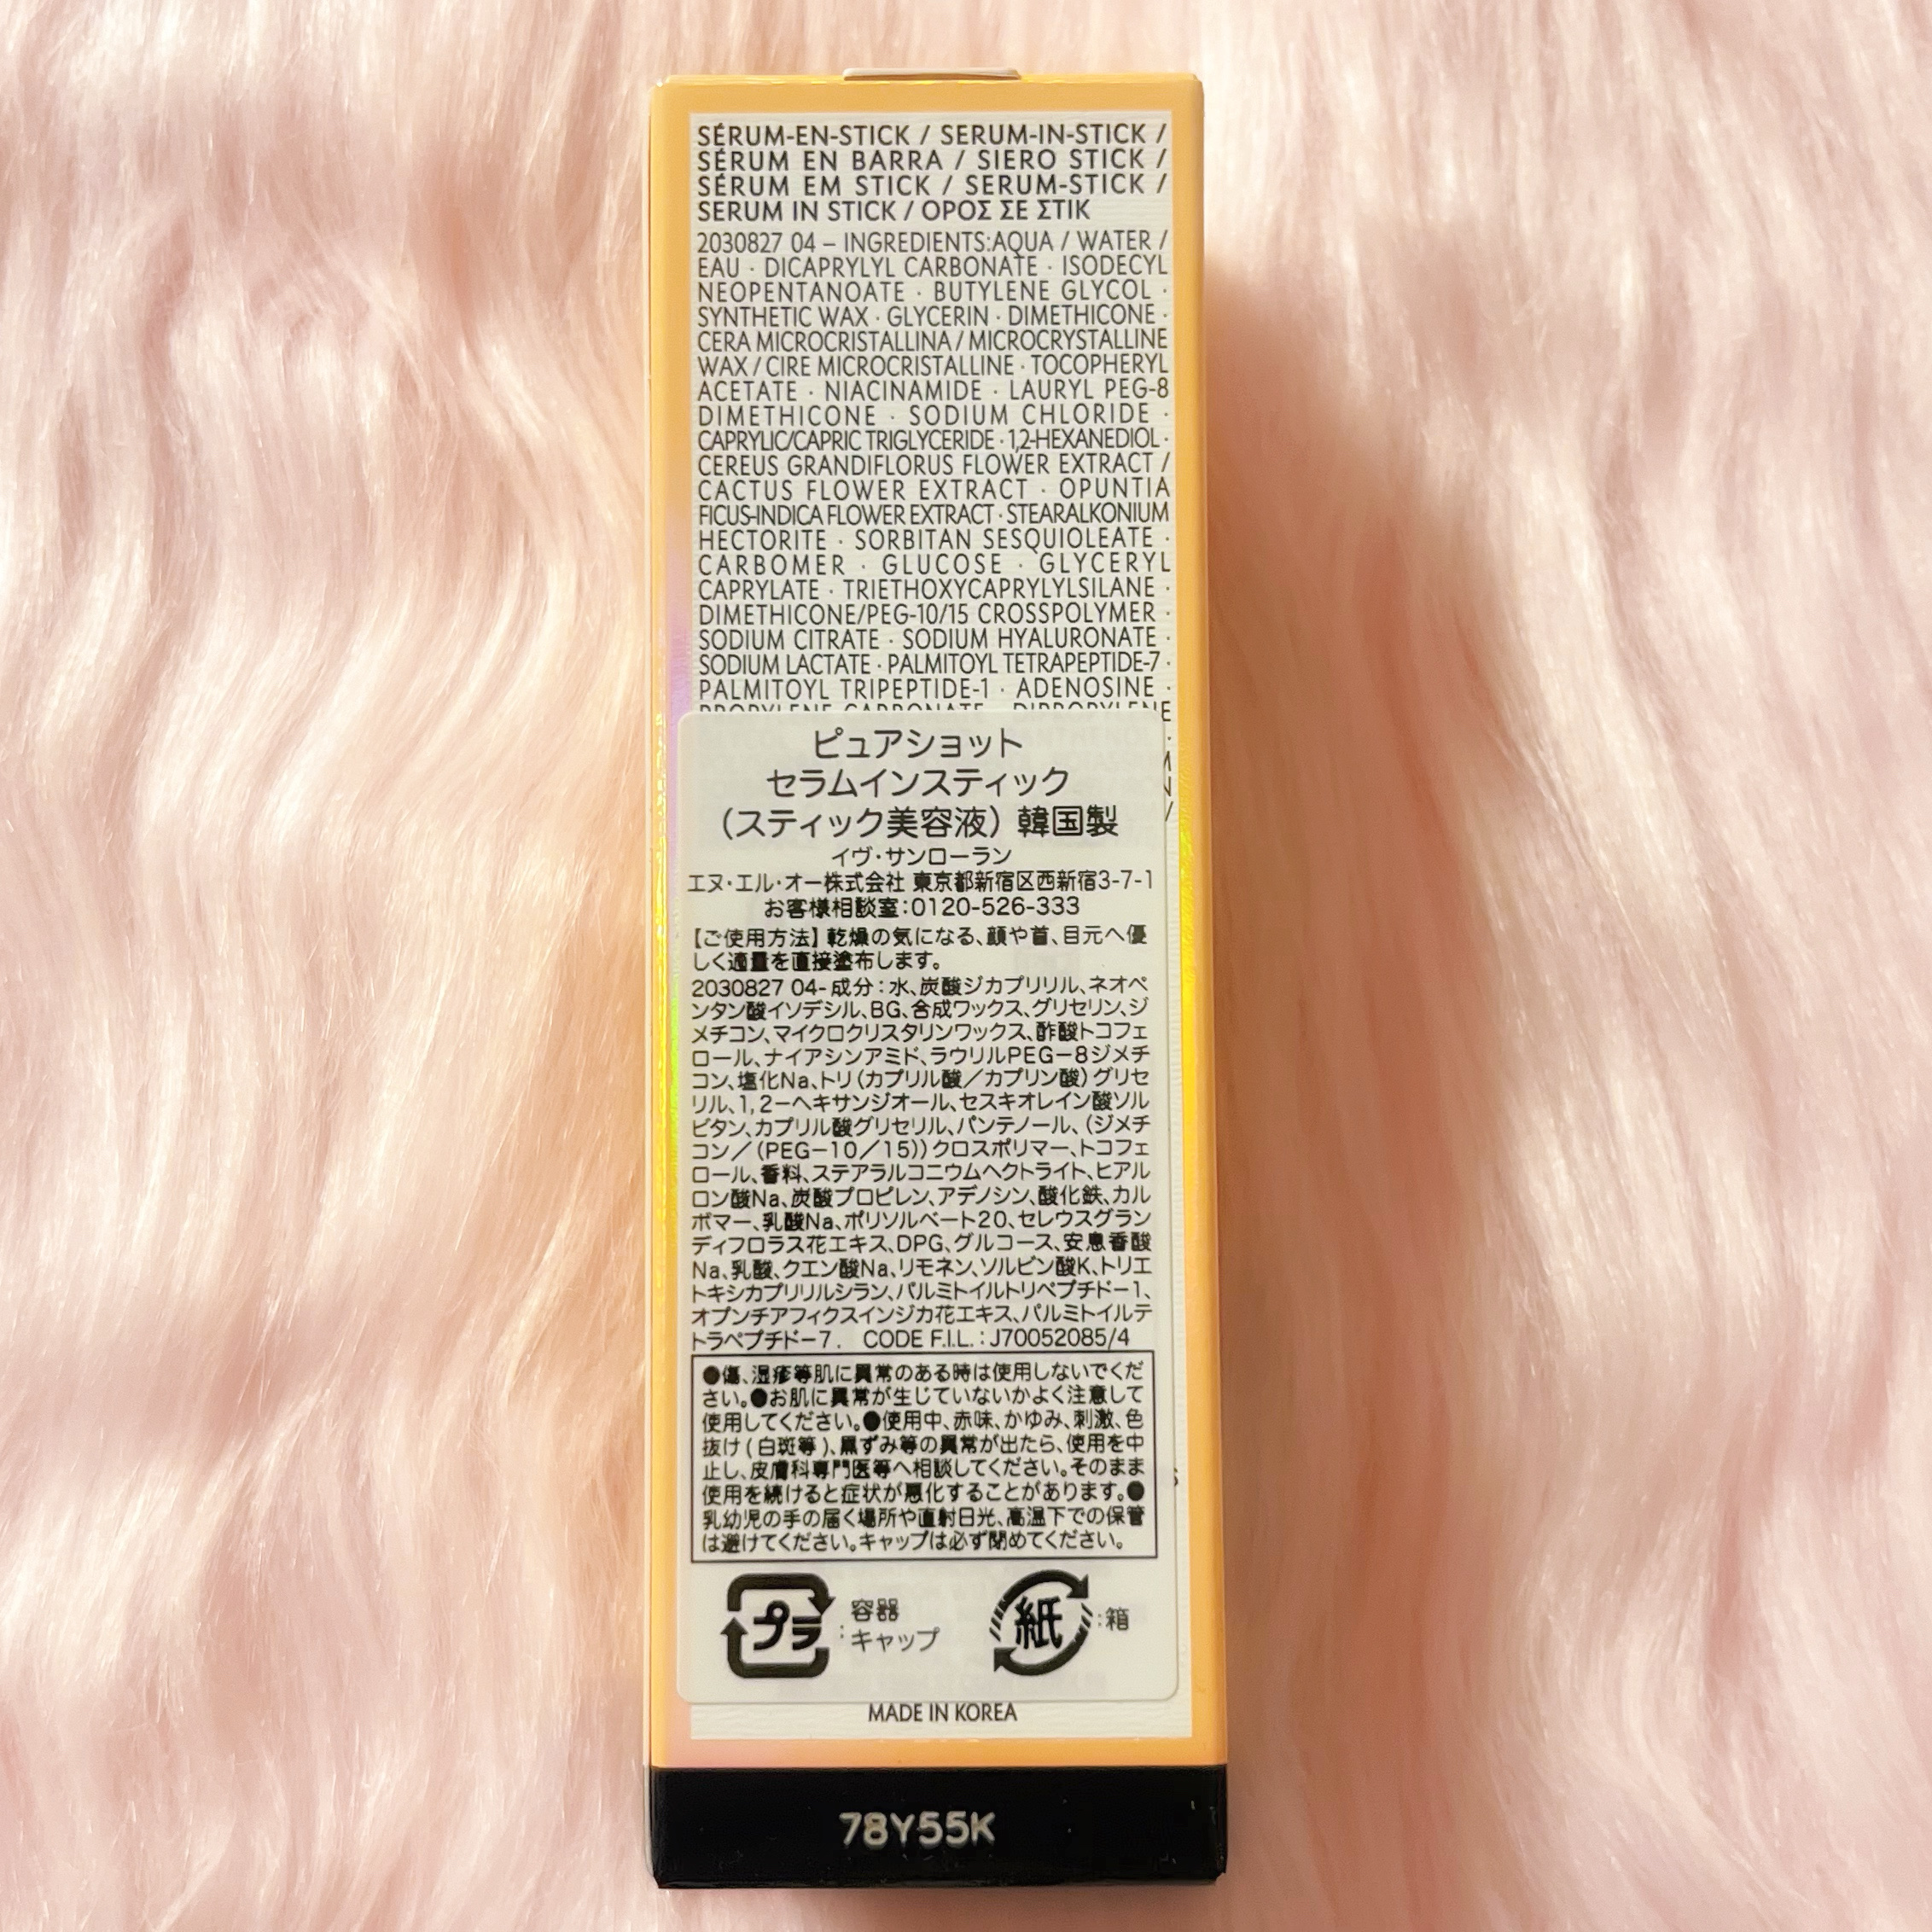 SÉRUM-EN-STICK / SERUM-IN-STICK /
SÉRUM EN BARRA / SIERO STICK /
SÉRUM EM STICK / SERUM-STICK /
SERUM IN STICK / ΟΡΟΣ ΣΕ ΣΤΙΚ
2030827 04 – INGREDIENTS:AQUA / WATER /
EAU · DICAPRYLYL CARBONATE · ISODECYL
NEOPENTANOATE · BUTYLENE GLYCOL ·
SYNTHETIC WAX · GLYCERIN · DIMETHICONE ·
CERA MICROCRISTALLINA / MICROCRYSTALLINE
WAX / CIRE MICROCRISTALLINE · TOCOPHERYL
ACETATE · NIACINAMIDE · LAURYL PEG-8
DIMETHICONE · SODIUM CHLORIDE ·
CAPRYLIC/CAPRIC TRIGLYCERIDE · 1,2-HEXANEDIOL ·
CEREUS GRANDIFLORUS FLOWER EXTRACT /
CACTUS FLOWER EXTRACT · OPUNTIA
FICUS-INDICA FLOWER EXTRACT · STEARALKONIUM
HECTORITE · SORBITAN SESQUIOLEATE ·
CARBOMER · GLUCOSE · GLYCERYL
CAPRYLATE · TRIETHOXYCAPRYLYLSILANE ·
DIMETHICONE/PEG-10/15 CROSSPOLYMER ·
SODIUM CITRATE · SODIUM HYALURONATE ·
SODIUM LACTATE · PALMITOYL TETRAPEPTIDE-7 ·
PALMITOYL TRIPEPTIDE-1 · ADENOSINE ·
PROPYLENE CARBONATE · DIPROPYLENE
ピュアショット
セラムインスティック
（スティック美容液）韓国製
イヴ・サンローラン
エヌ・エル・オー株式会社 東京都新宿区西新宿3-7-1
お客様相談室：0120-526-333
【ご使用方法】乾燥の気になる、顔や首、目元へ優
しく適量を直接塗布します。
2030827 04- 成分：水、炭酸ジカプリリル、ネオペ
ンタン酸イソデシル、BG、合成ワックス、グリセリン、ジ
メチコン、マイクロクリスタリンワックス、酢酸トコフェ
ロール、ナイアシンアミド、ラウリルPEG－8ジメチ
コン、塩化Na、トリ（カプリル酸／カプリン酸）グリセ
リル、1，2－ヘキサンジオール、セスキオレイン酸ソル
ビタン、カプリル酸グリセリル、パンテノール、（ジメチ
コン／（PEG－10／15））クロスポリマー、トコフェ
ロール、香料、ステアラルコニウムヘクトライト、ヒアル
ロン酸Na、炭酸プロピレン、アデノシン、酸化鉄、カル
ボマー、乳酸Na、ポリソルベート20、セレウスグラン
ディフロラス花エキス、DPG、グルコース、安息香酸
Na、乳酸、クエン酸Na、リモネン、ソルビン酸K、トリエ
トキシカプリリルシラン、パルミトイルトリペプチド－1、
オプンチアフィクスインジカ花エキス、パルミトイルテ
トラペプチド－7． CODE F.I.L.：J70052085/4
●傷、湿疹等肌に異常のある時は使用しないでくだ
さい。●お肌に異常が生じていないかよく注意して
使用してください。●使用中、赤味、かゆみ、刺激、色
抜け（白斑等）、黒ずみ等の異常が出たら、使用を中
止し、皮膚科専門医等へ相談してください。そのまま
使用を続けると症状が悪化することがあります。●
乳幼児の手の届く場所や直射日光、高温下での保管
は避けてください。キャップは必ず閉めてください。
プラ
：容器
キャップ
紙
：箱
MADE IN KOREA
78Y55K